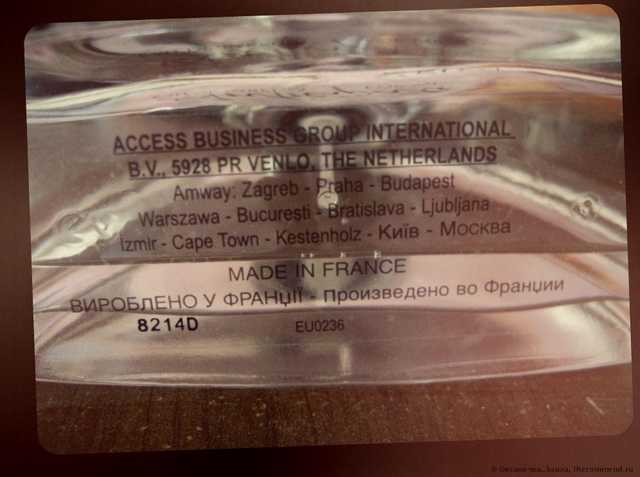 ACCESS BUSINESS GROUP INTERNATIONAL
B.V., 5928 PR VENLO, THE NETHERLANDS
Amway: Zagreb - Praha - Budapest
Warszawa - Bucureşti - Bratislava - Ljubljana
İzmir - Cape Town - Kestenholz - Київ - Москва
MADE IN FRANCE
ВИРОБЛЕНО У ФРАНЦІЇ - Произведено во Франции
8214D EU0236